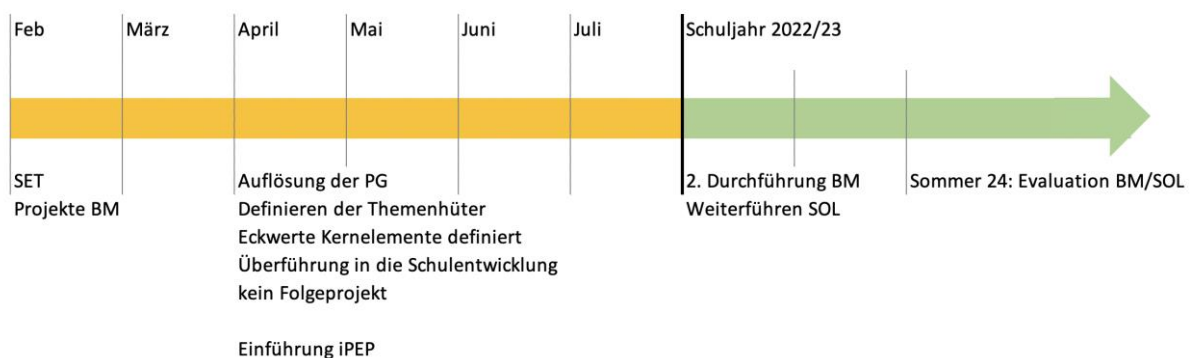 Feb
März
April
Mai
Juni
Juli
Schuljahr 2022/23
SET
Projekte BM
Auflösung der PG
Definieren der Themenhüter
Eckwerte Kernelemente definiert
Überführung in die Schulentwicklung
kein Folgeprojekt
Einführung iPEP
2. Durchführung BM
Weiterführen SOL
Sommer 24: Evaluation BM/SOL